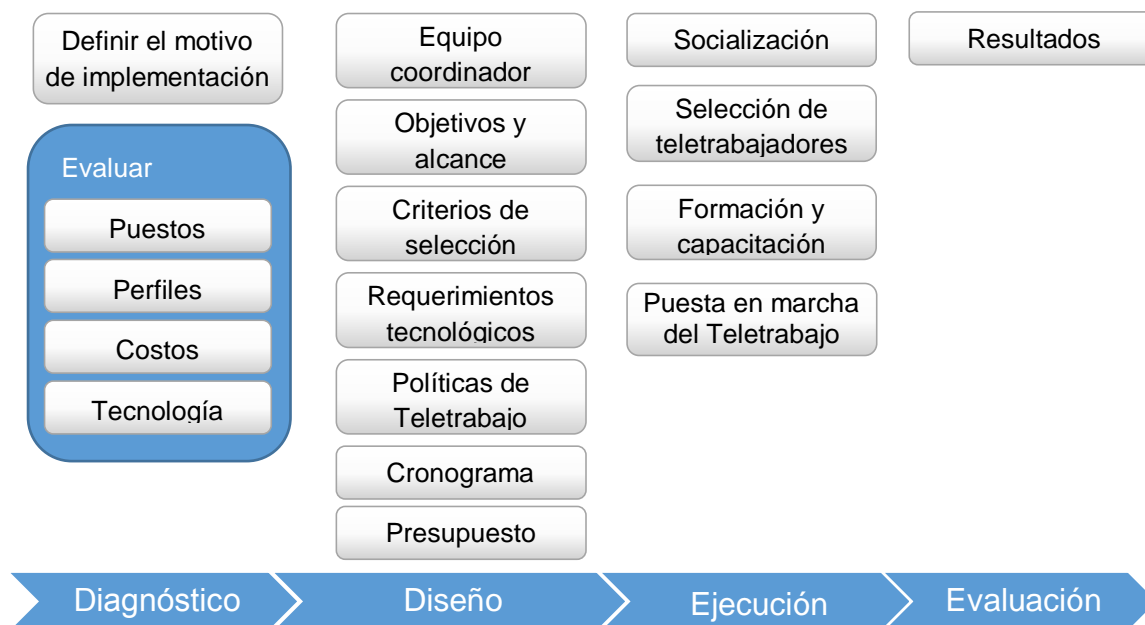 Definir el motivo
de implementación
Evaluar
Puestos
Perfiles
Costos
Tecnología
Equipo
coordinador
Objetivos y
alcance
Criterios de
selección
Requerimientos
tecnológicos
Políticas de
Teletrabajo
Cronograma
Presupuesto
Socialización
Selección de
teletrabajadores
Formación y
capacitación
Puesta en marcha
del Teletrabajo
Resultados
Diagnóstico
Diseño
Ejecución
Evaluación